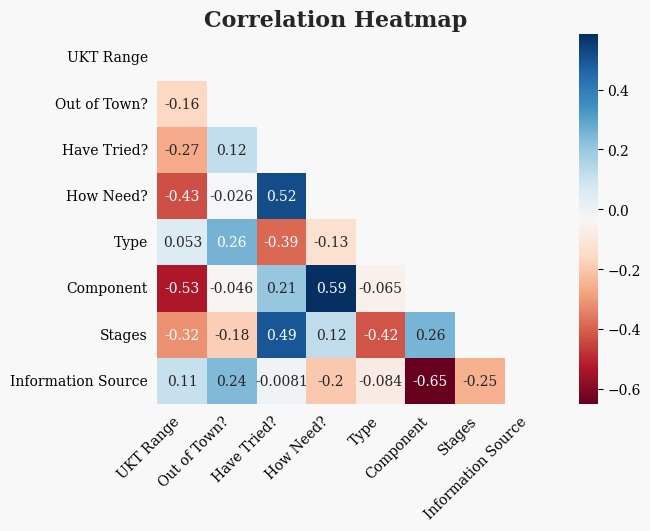 Correlation Heatmap
UKT Range
Out of Town? -0.16
Have Tried? -0.27 0.12
How Need? -0.43 -0.026 0.52
Type 0.053 0.26 -0.39 -0.13
Component -0.53 -0.046 0.21 0.59 -0.065
Stages -0.32 -0.18 0.49 0.12 -0.42 0.26
Information Source 0.11 0.24 -0.0081 -0.2 -0.084 -0.65 -0.25
UKT Range Out of Town? Have Tried? How Need? Type Component Stages Information Source
0.4
0.2
0.0
−0.2
−0.4
−0.6